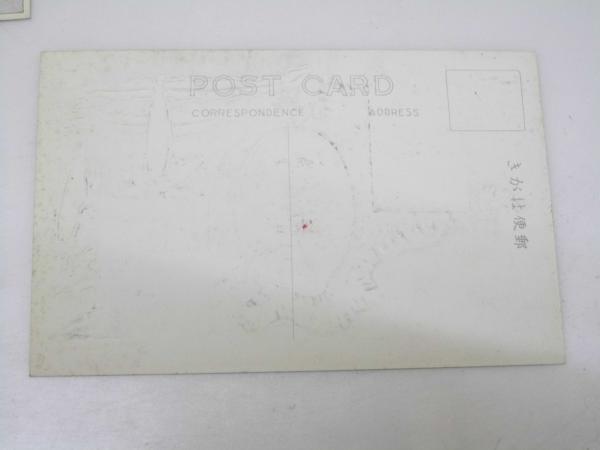 POST CARD
CORRESPONDENCE
ADDRESS
きがは便郵